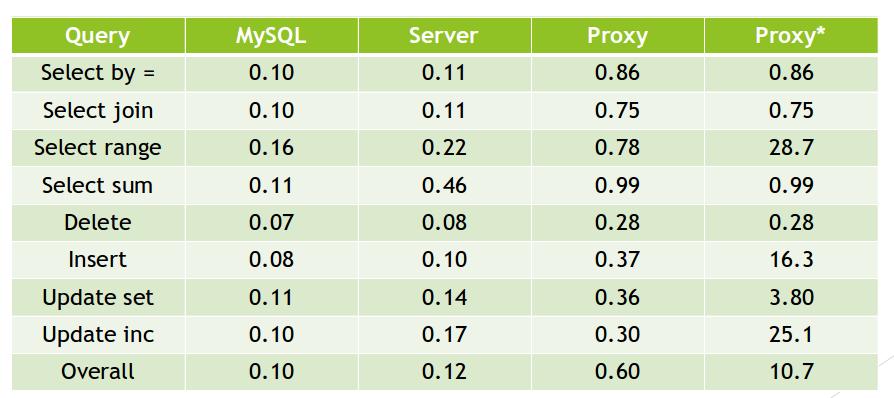 Query MySQL Server Proxy Proxy*
Select by = 0.10 0.11 0.86 0.86
Select join 0.10 0.11 0.75 0.75
Select range 0.16 0.22 0.78 28.7
Select sum 0.11 0.46 0.99 0.99
Delete 0.07 0.08 0.28 0.28
Insert 0.08 0.10 0.37 16.3
Update set 0.11 0.14 0.36 3.80
Update inc 0.10 0.17 0.30 25.1
Overall 0.10 0.12 0.60 10.7